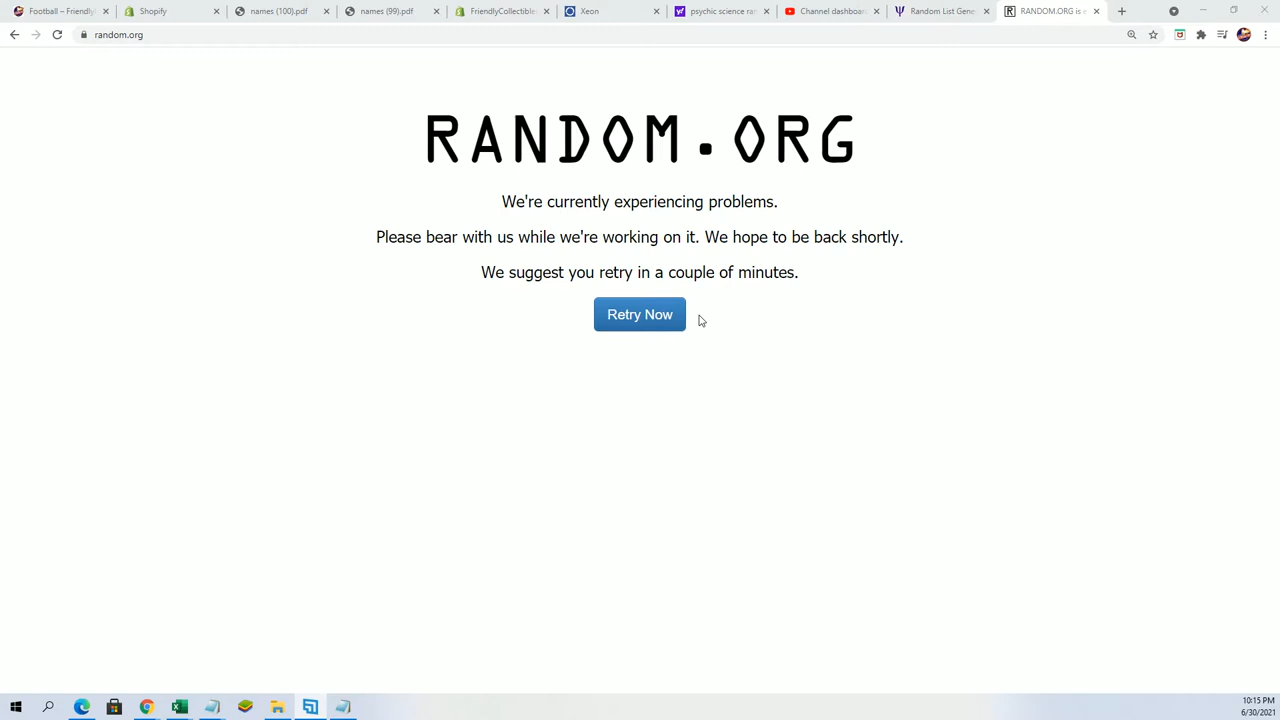 Football – Friendly
Shopify
names (100).pdf
names (99).pdf
FriendlyCollectible
Xeon
psychic science ra
Channel dashboar
Random List Gene
RANDOM.ORG is
random.org
RANDOM.ORG
We're currently experiencing problems.
Please bear with us while we're working on it. We hope to be back shortly.
We suggest you retry in a couple of minutes.
Retry Now
10:15 PM
6/30/2021